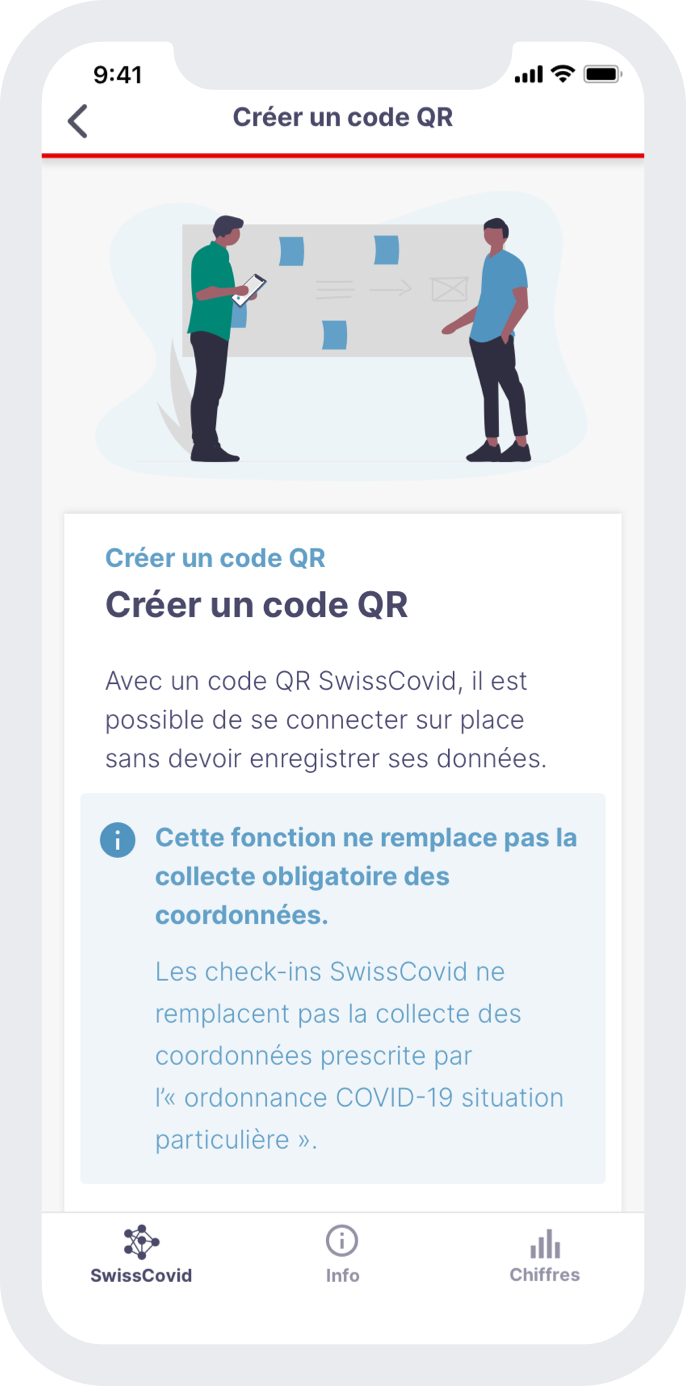 9:41
Créer un code QR
Créer un code QR
Créer un code QR
Avec un code QR SwissCovid, il est
possible de se connecter sur place
sans devoir enregistrer ses données.
Cette fonction ne remplace pas la
collecte obligatoire des
coordonnées.
Les check-ins SwissCovid ne
remplacent pas la collecte des
coordonnées prescrite par
l’« ordonnance COVID-19 situation
particulière ».
SwissCovid
Info
Chiffres